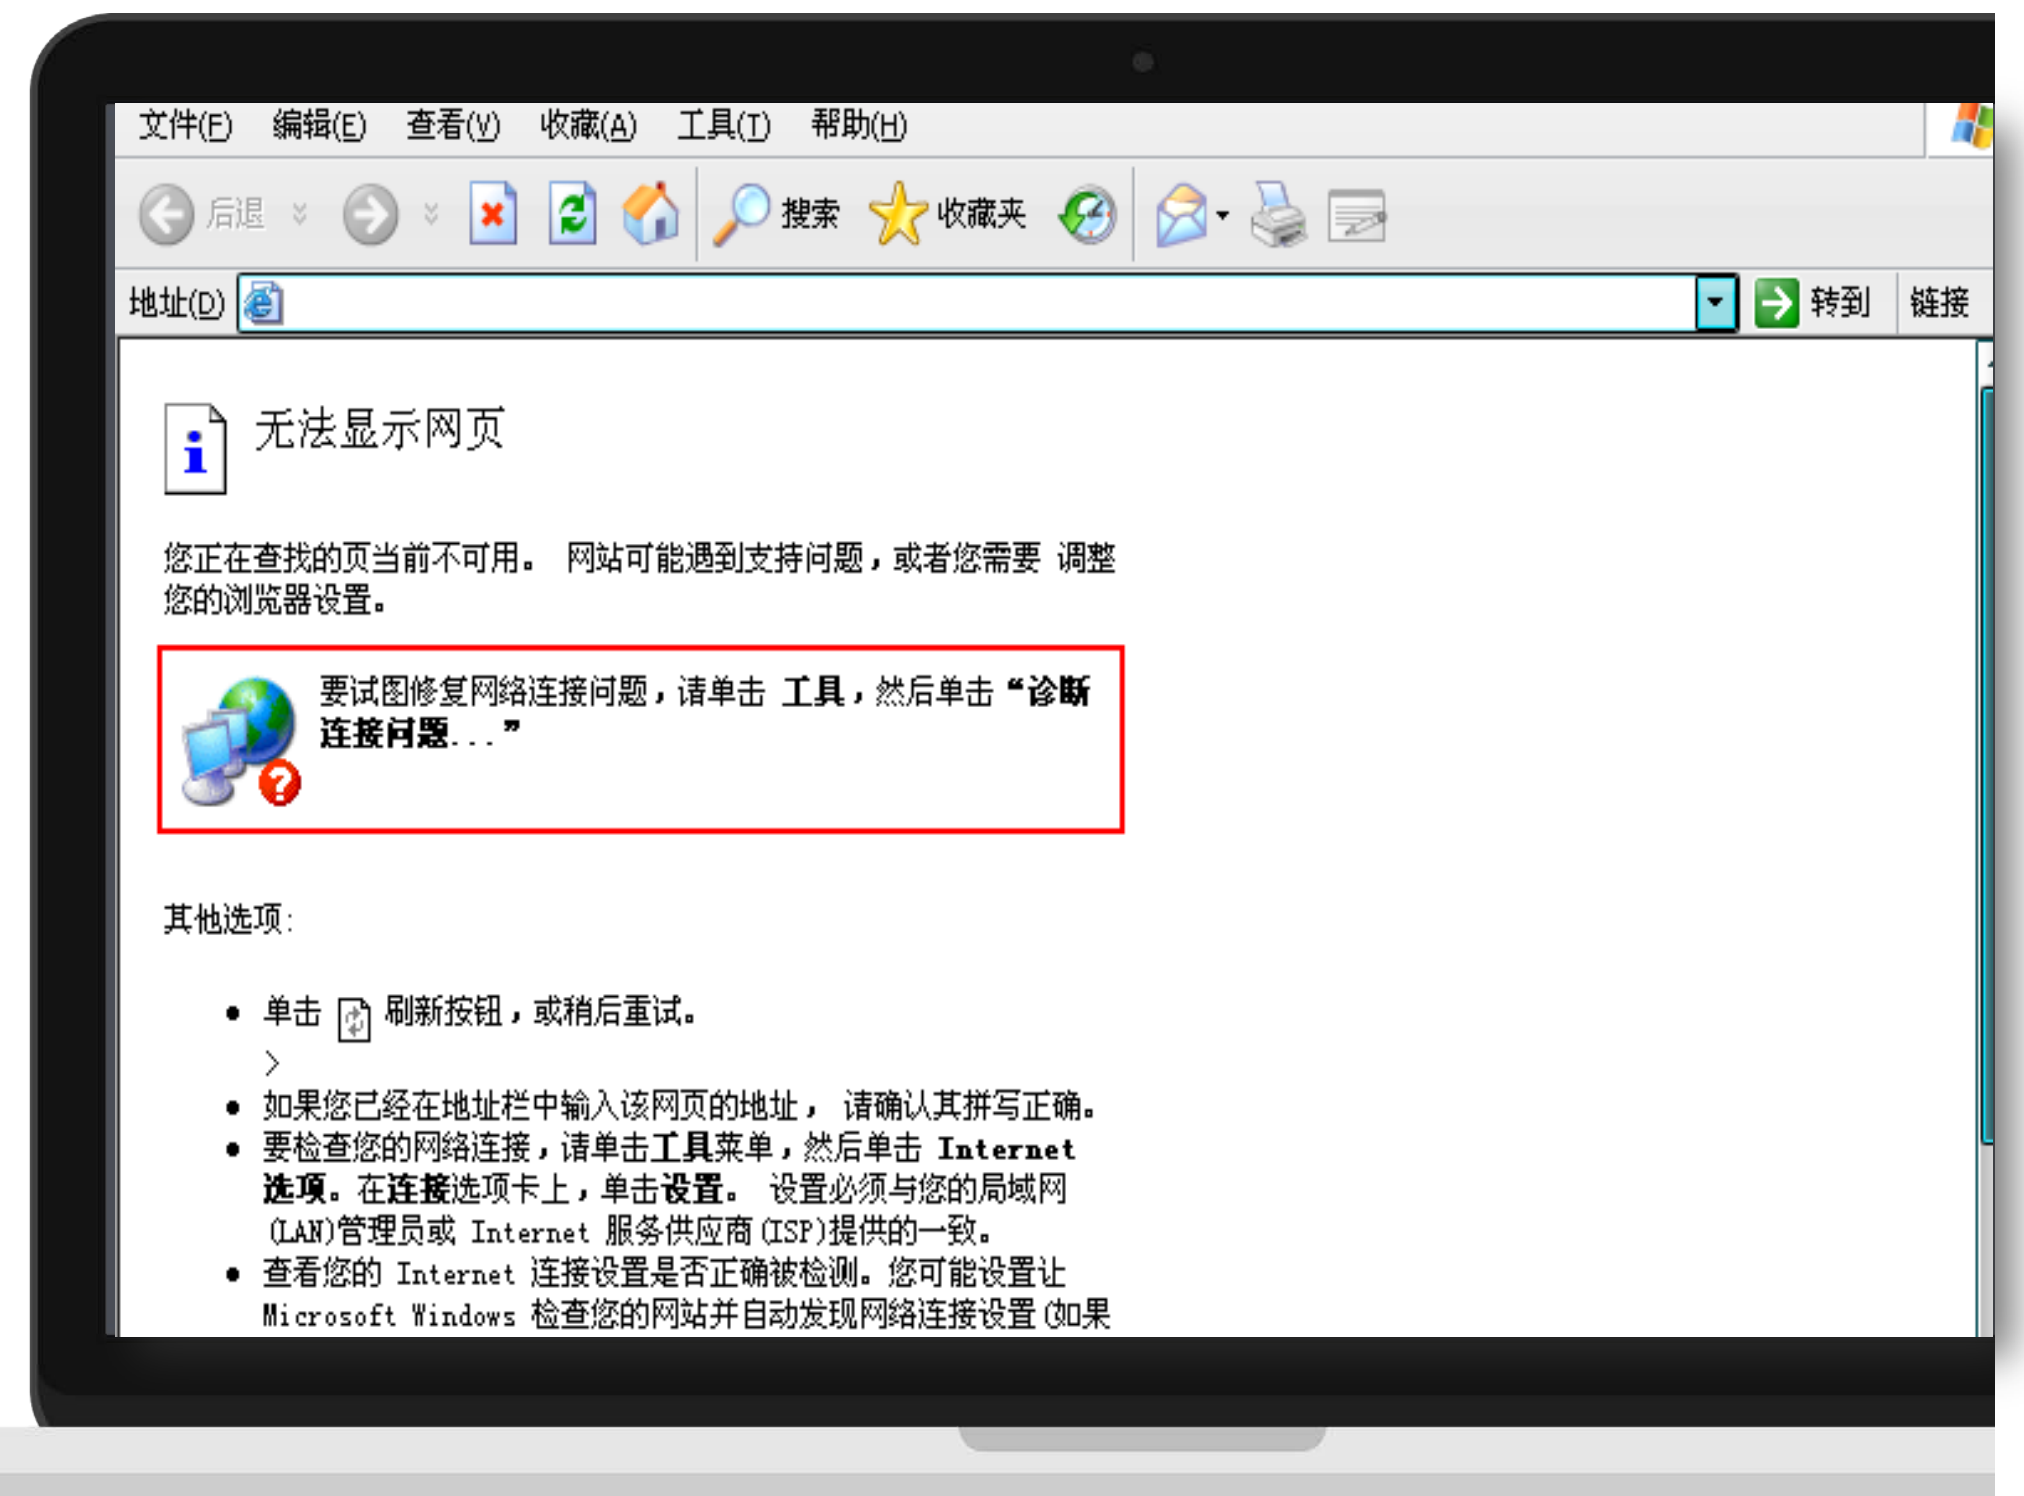 文件(F) 编辑(E) 查看(V) 收藏(A) 工具(T) 帮助(H)
后退 搜索 收藏夹
地址(D) 转到 链接
无法显示网页
您正在查找的页当前不可用。 网站可能遇到支持问题，或者您需要 调整
您的浏览器设置。
要试图修复网络连接问题，请单击 工具，然后单击“诊断
连接问题...”
其他选项:
• 单击 刷新按钮，或稍后重试。
>
• 如果您已经在地址栏中输入该网页的地址， 请确认其拼写正确。
• 要检查您的网络连接，请单击工具菜单，然后单击 Internet
选项。在连接选项卡上，单击设置。 设置必须与您的局域网
(LAN)管理员或 Internet 服务供应商(ISP)提供的一致。
• 查看您的 Internet 连接设置是否正确被检测。您可能设置让
Microsoft Windows 检查您的网站并自动发现网络连接设置(如果